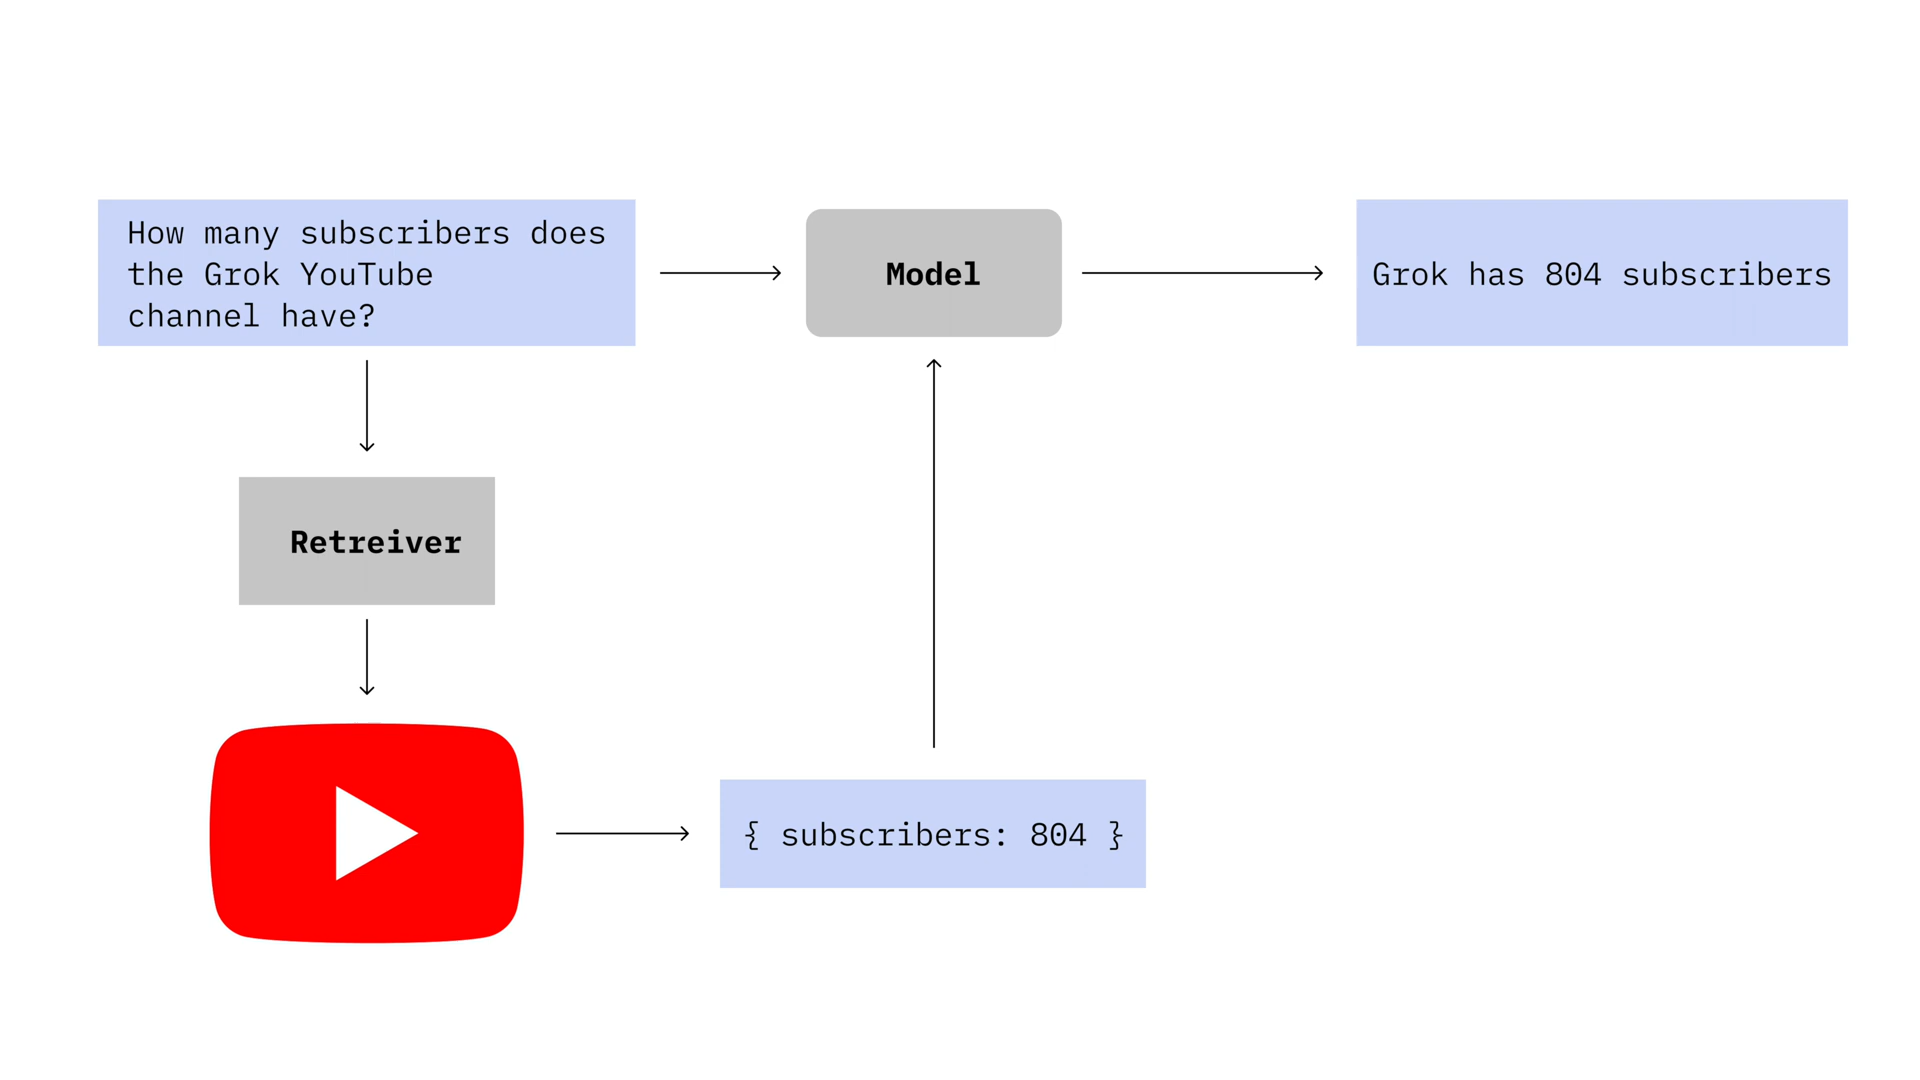 How many subscribers does
the Grok YouTube
channel have?
Model
Grok has 804 subscribers
Retreiver
{ subscribers: 804 }